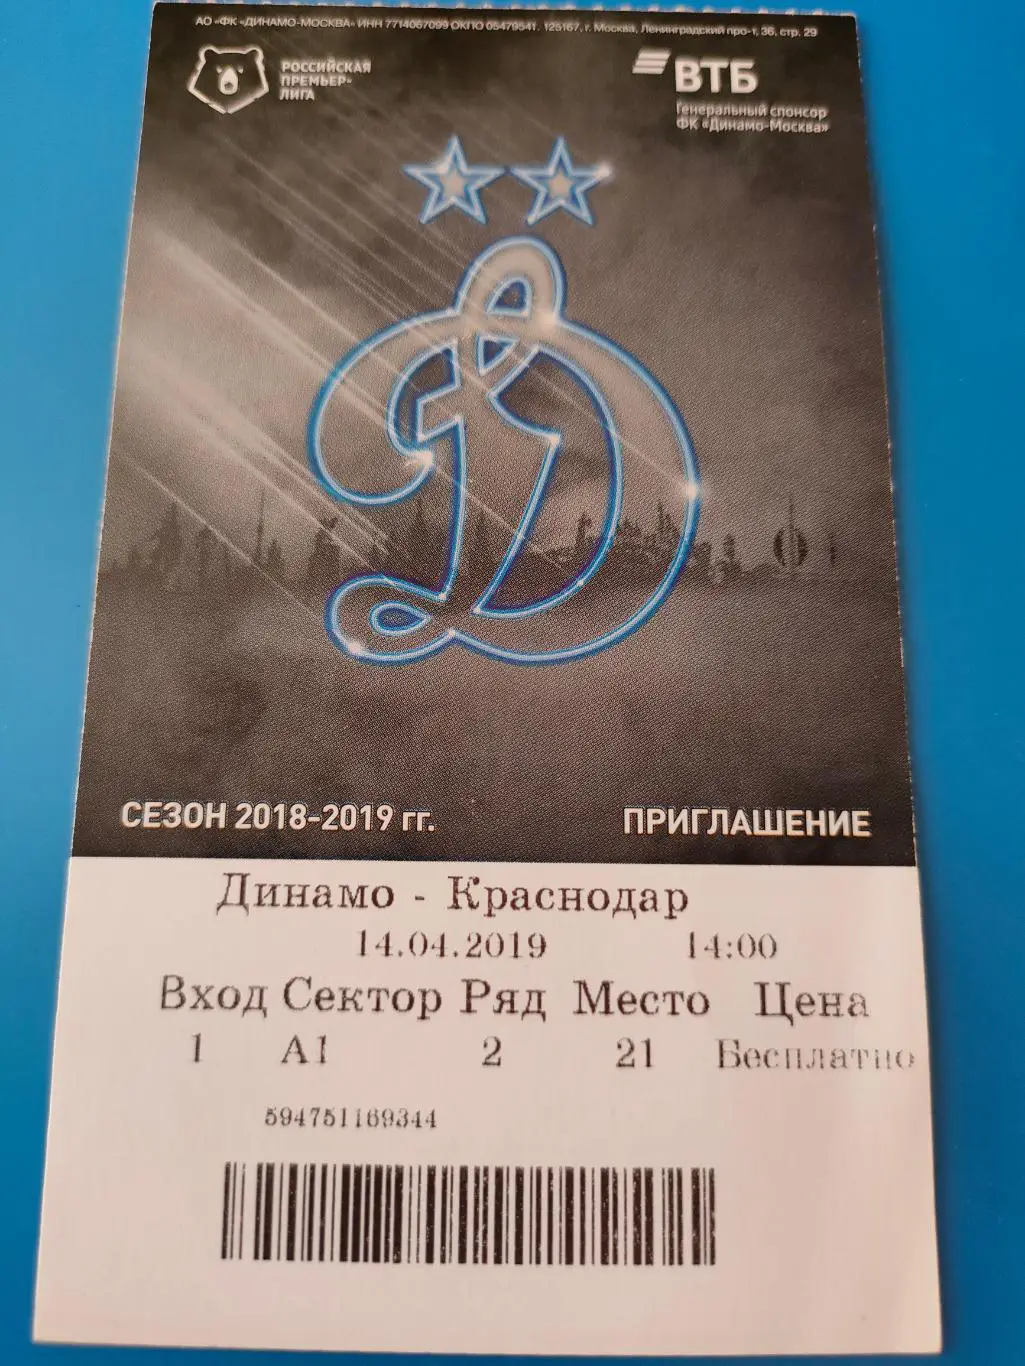 АО «ФК «ДИНАМО-МОСКВА» ИНН 7714067099 ОКПО 05479541. 125167, г. Москва, Ленинградский про-т, 36, стр. 29
РОССИЙСКАЯ
ПРЕМЬЕР-
ЛИГА
ВТБ
Генеральный спонсор
ФК «Динамо-Москва»
Д
СЕЗОН 2018-2019 гг.
ПРИГЛАШЕНИЕ
Динамо - Краснодар
14.04.2019 14:00
Вход Сектор Ряд Место Цена
1 А1 2 21 Бесплатно
594751169344